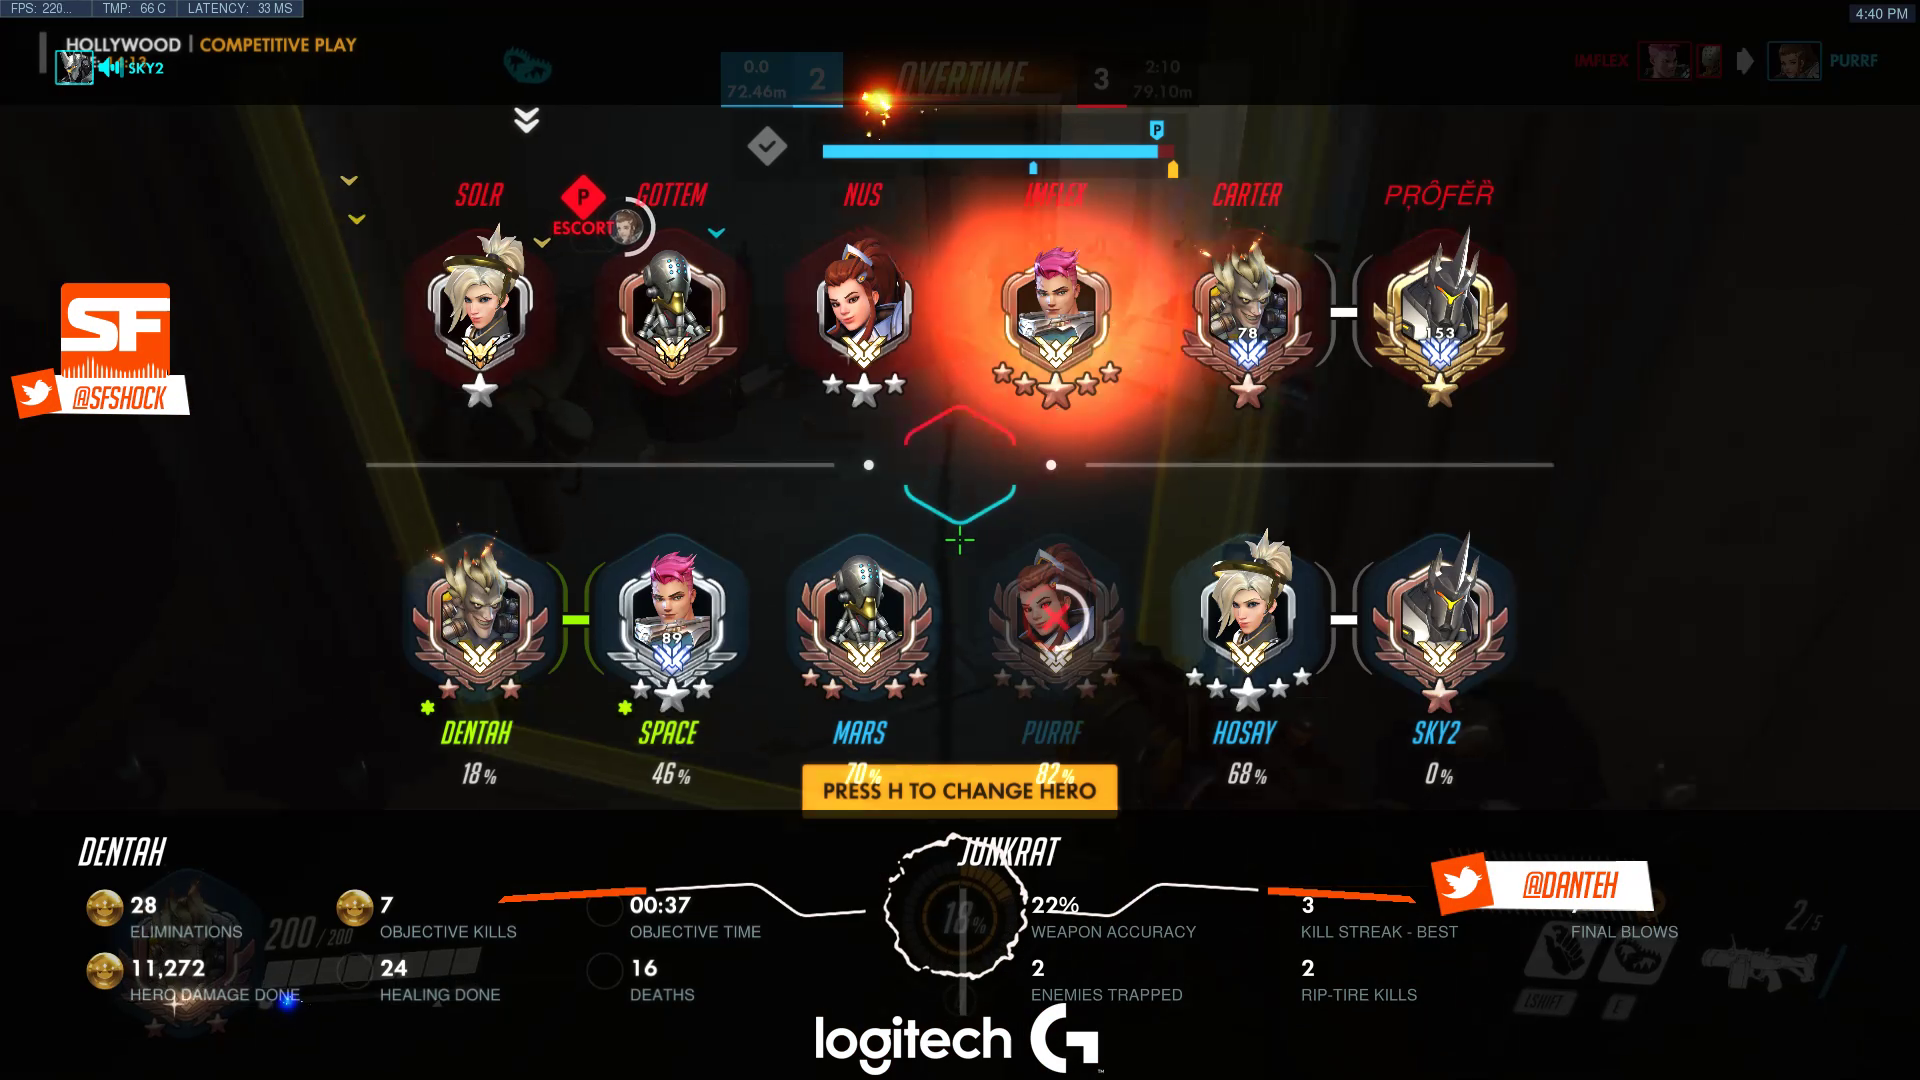 FPS: 220... TMP: 66 C LATENCY: 33 MS
4:40 PM
HOLLYWOOD | COMPETITIVE PLAY
SKY2
0.0
72.46m
2
OVERTIME
3
2:10
79.10m
IMFLEX
PURRF
P
SOLR
P
ESCORT
GOTTEM
NUS
IMFLEX
CARTER
PŖÔƑĔȐ
78
153
SF
@SFSHOCK
89
DENTAH
SPACE
MARS
PURRF
HOSAY
SKY2
18%
46%
70%
82%
68%
0%
PRESS H TO CHANGE HERO
DENTAH
JUNKRAT
28
ELIMINATIONS
7
OBJECTIVE KILLS
00:37
OBJECTIVE TIME
22%
WEAPON ACCURACY
3
KILL STREAK - BEST
FINAL BLOWS
@DANTEH
200/200
18%
2/5
11,272
HERO DAMAGE DONE
24
HEALING DONE
16
DEATHS
2
ENEMIES TRAPPED
2
RIP-TIRE KILLS
LSHIFT
E
logitech G